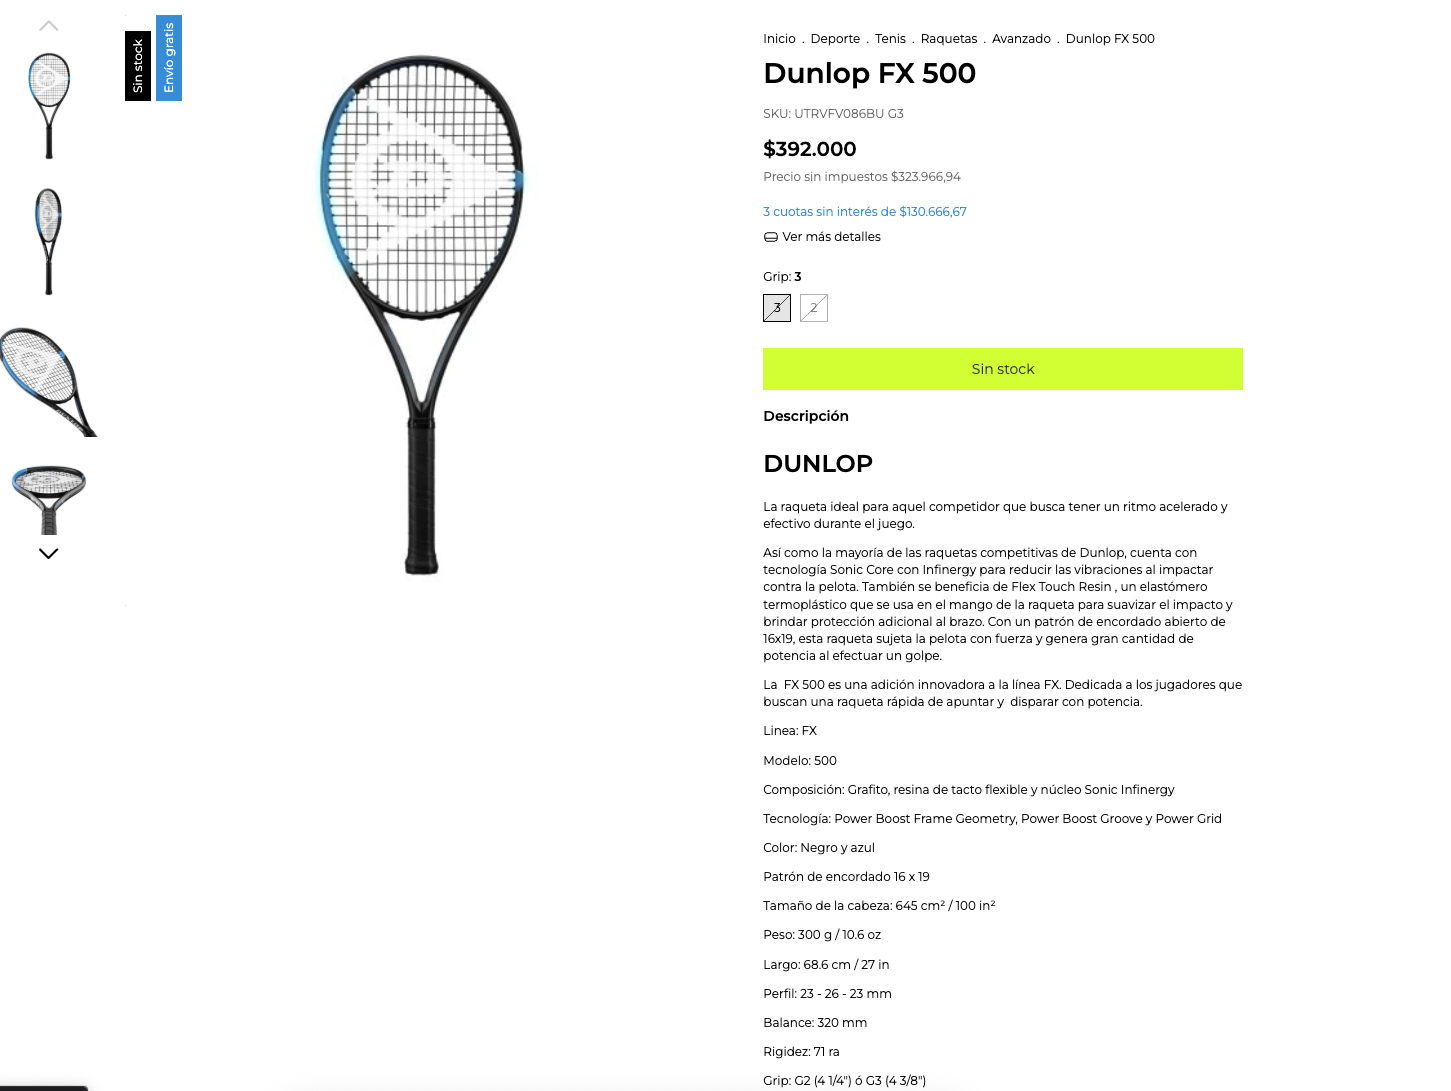 Sin stock
Envío gratis
Inicio . Deporte . Tenis . Raquetas . Avanzado . Dunlop FX 500
Dunlop FX 500
SKU: UTRVFV086BU G3
$392.000
Precio sin impuestos $323.966,94
3 cuotas sin interés de $130.666,67
Ver más detalles
Grip: 3
3 2
Sin stock
Descripción
DUNLOP
La raqueta ideal para aquel competidor que busca tener un ritmo acelerado y
efectivo durante el juego.
Así como la mayoría de las raquetas competitivas de Dunlop, cuenta con
tecnología Sonic Core con Infinergy para reducir las vibraciones al impactar
contra la pelota. También se beneficia de Flex Touch Resin , un elastómero
termoplástico que se usa en el mango de la raqueta para suavizar el impacto y
brindar protección adicional al brazo. Con un patrón de encordado abierto de
16x19, esta raqueta sujeta la pelota con fuerza y genera gran cantidad de
potencia al efectuar un golpe.
La  FX 500 es una adición innovadora a la línea FX. Dedicada a los jugadores que
buscan una raqueta rápida de apuntar y  disparar con potencia.
Linea: FX
Modelo: 500
Composición: Grafito, resina de tacto flexible y núcleo Sonic Infinergy
Tecnología: Power Boost Frame Geometry, Power Boost Groove y Power Grid
Color: Negro y azul
Patrón de encordado 16 x 19
Tamaño de la cabeza: 645 cm² / 100 in²
Peso: 300 g / 10.6 oz
Largo: 68.6 cm / 27 in
Perfil: 23 - 26 - 23 mm
Balance: 320 mm
Rigidez: 71 ra
Grip: G2 (4 1/4") ó G3 (4 3/8")